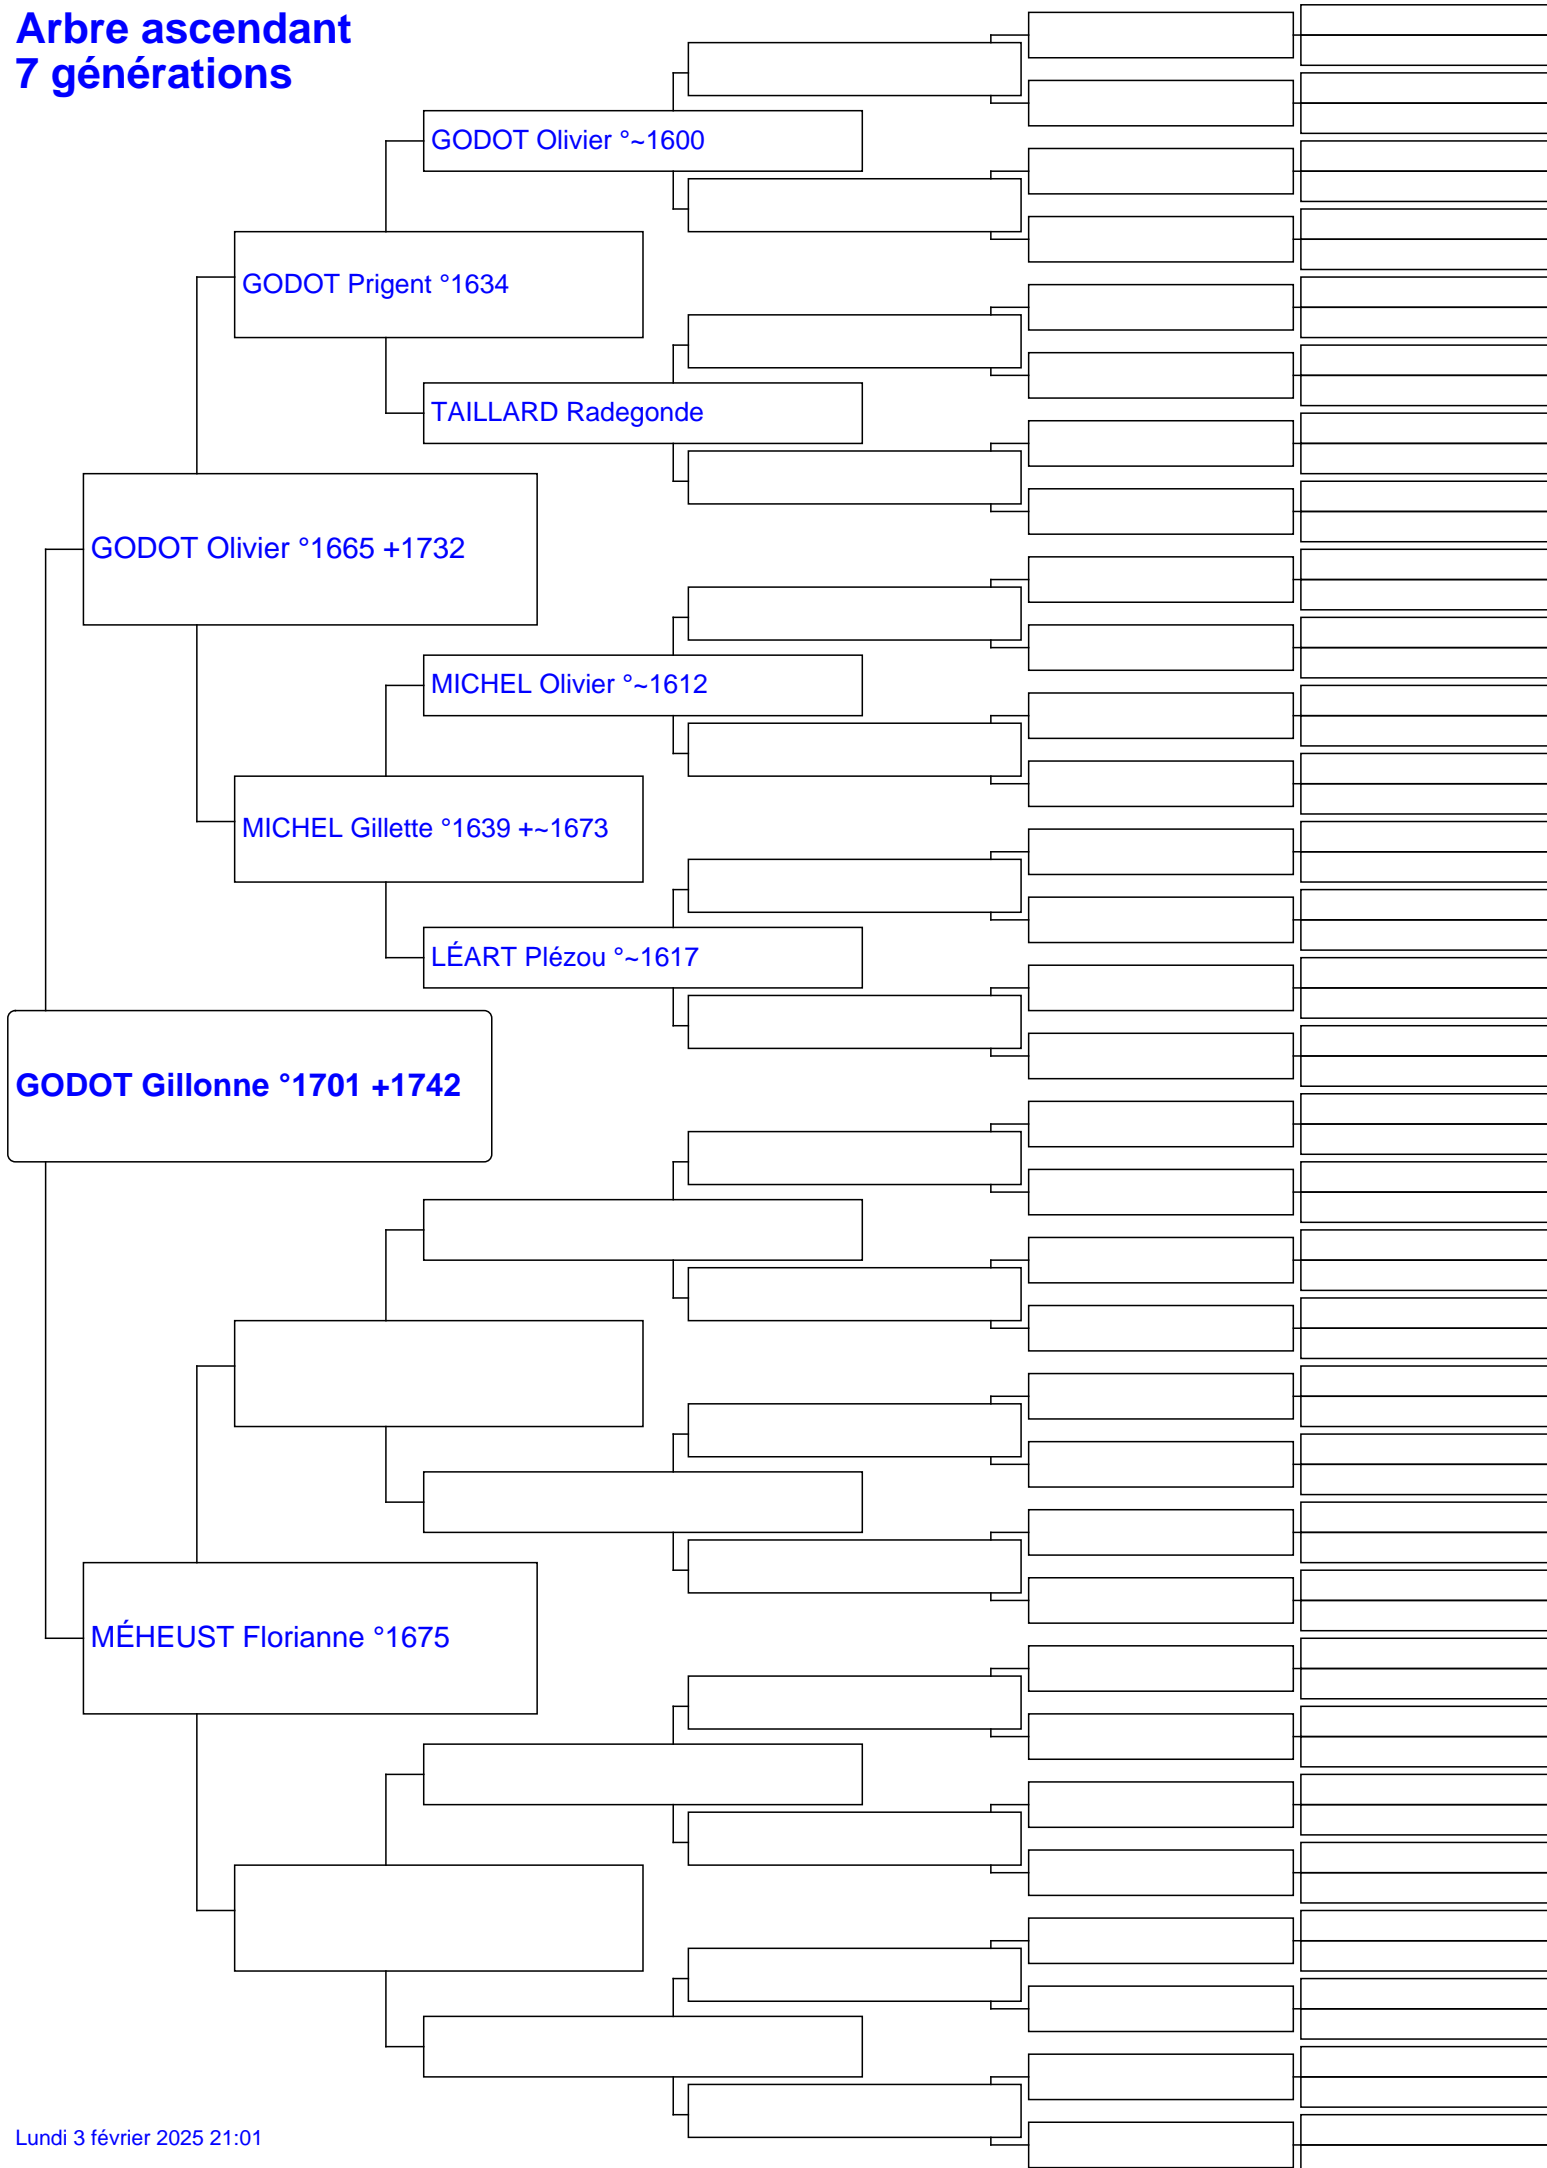 Arbre ascendant
7 générations
GODOT Olivier °~1600
GODOT Prigent °1634
TAILLARD Radegonde
GODOT Olivier °1665 +1732
MICHEL Olivier °~1612
MICHEL Gillette °1639 +~1673
LÉART Plézou °~1617
GODOT Gillonne °1701 +1742
MÉHEUST Florianne °1675
Lundi 3 février 2025 21:01